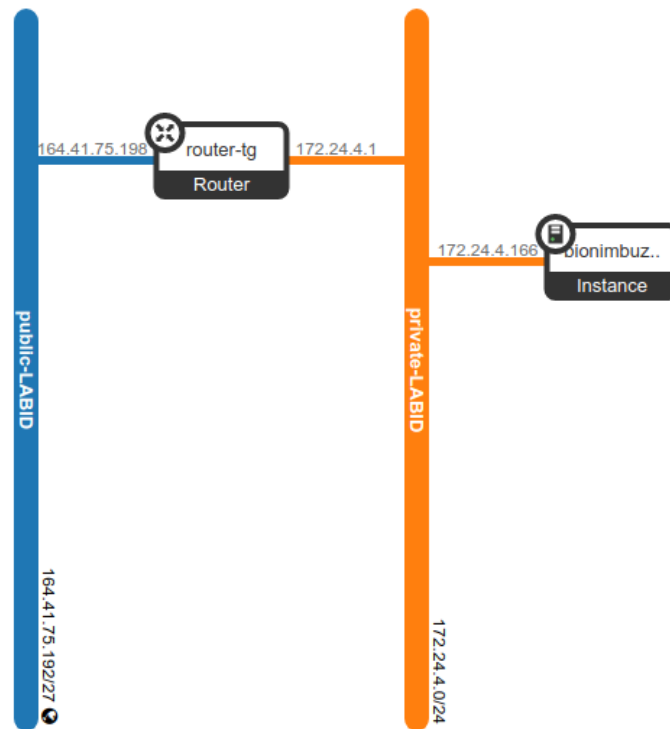 164.41.75.198
router-tg
Router
172.24.4.1
172.24.4.166
bionimbuz..
Instance
public-LABID
private-LABID
164.41.75.192/27
172.24.4.0/24